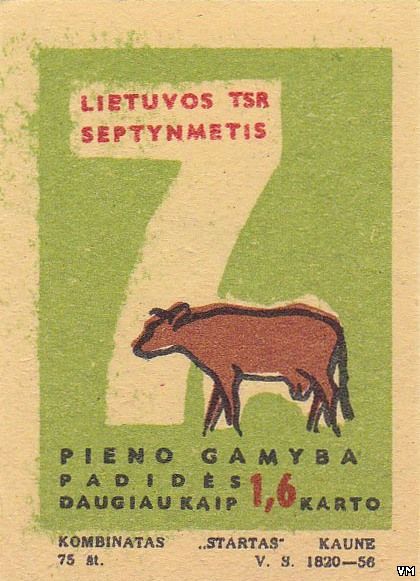 LIETUVOS TSR
SEPTYNMETIS
7
PIENO GAMYBA
PADIDĖS
DAUGIAU KAIP 1,6 KARTO
KOMBINATAS „STARTAS" KAUNE
75 št. V. S. 1820—56
VM